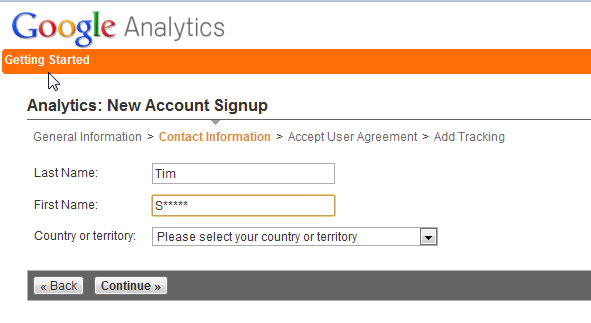 Google Analytics
Getting Started
Analytics: New Account Signup
General Information > Contact Information > Accept User Agreement > Add Tracking
Last Name: Tim
First Name: S*****
Country or territory: Please select your country or territory
« Back Continue »